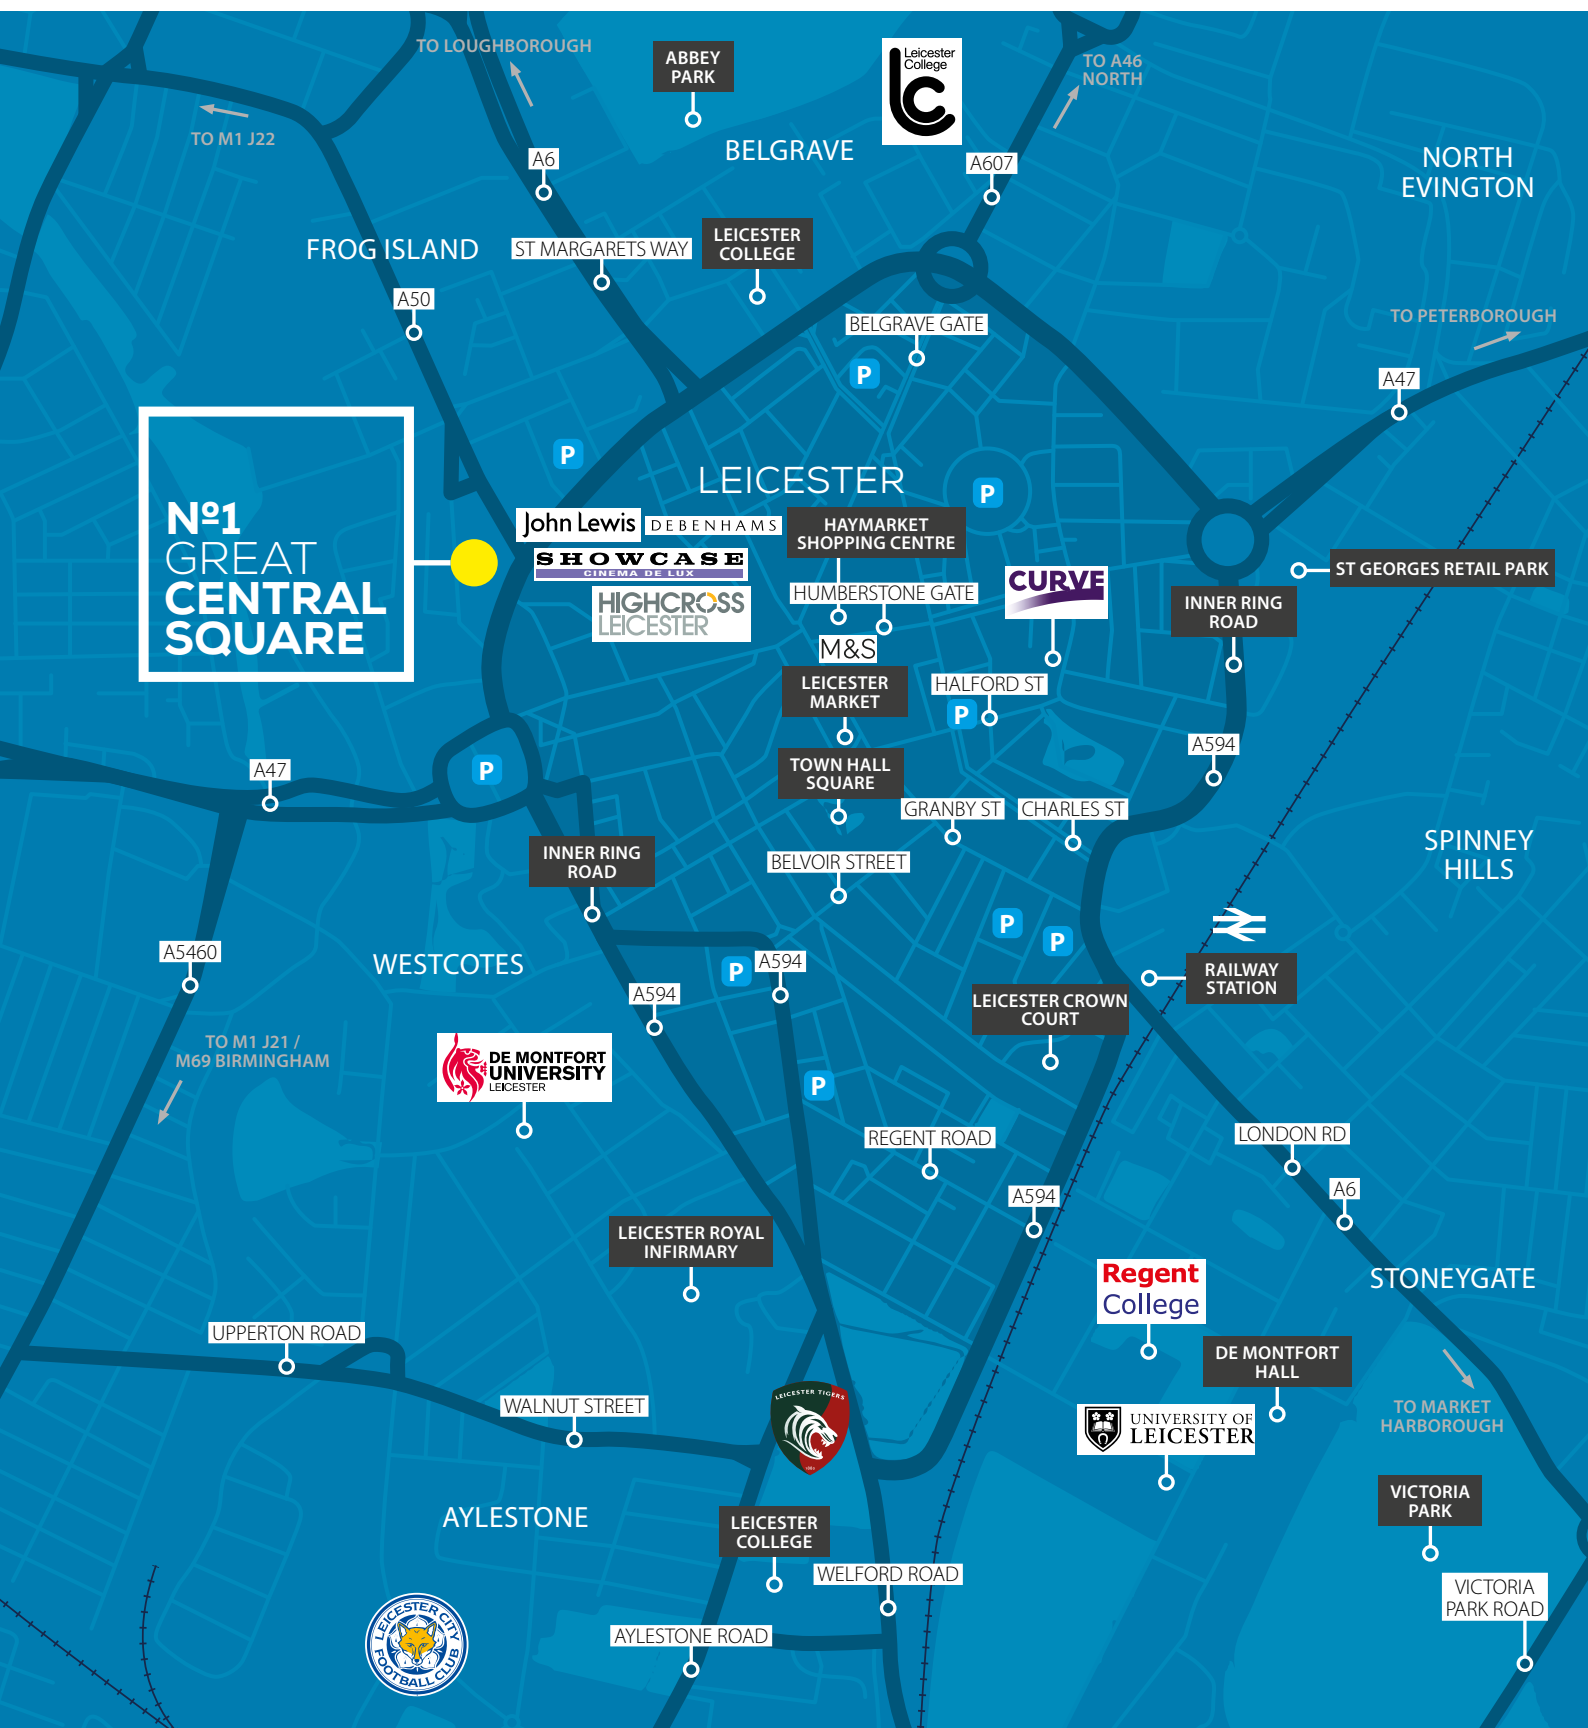 TO LOUGHBOROUGH
ABBEY
PARK
Leicester
College
lc
TO A46
NORTH
TO M1 J22
A6
BELGRAVE
A607
NORTH
EVINGTON
FROG ISLAND
ST MARGARETS WAY
LEICESTER
COLLEGE
A50
BELGRAVE GATE
TO PETERBOROUGH
P
A47
P
LEICESTER
P
Nº1
GREAT
CENTRAL
SQUARE
John Lewis
DEBENHAMS
HAYMARKET
SHOPPING CENTRE
SHOWCASE
CINEMA DE LUX
ST GEORGES RETAIL PARK
HIGHCROSS
LEICESTER
HUMBERSTONE GATE
CURVE
INNER RING
ROAD
M&S
LEICESTER
MARKET
HALFORD ST
P
A594
A47
P
TOWN HALL
SQUARE
GRANBY ST
CHARLES ST
SPINNEY
HILLS
INNER RING
ROAD
BELVOIR STREET
P
P
A5460
WESTCOTES
P
A594
A594
RAILWAY
STATION
LEICESTER CROWN
COURT
TO M1 J21 /
M69 BIRMINGHAM
DE MONTFORT
UNIVERSITY
LEICESTER
P
REGENT ROAD
LONDON RD
A594
A6
LEICESTER ROYAL
INFIRMARY
Regent
College
STONEYGATE
UPPERTON ROAD
DE MONTFORT
HALL
WALNUT STREET
LEICESTER TIGERS
UNIVERSITY OF
LEICESTER
TO MARKET
HARBOROUGH
VICTORIA
PARK
AYLESTONE
LEICESTER
COLLEGE
WELFORD ROAD
VICTORIA
PARK ROAD
LEICESTER CITY
FOOTBALL CLUB
AYLESTONE ROAD